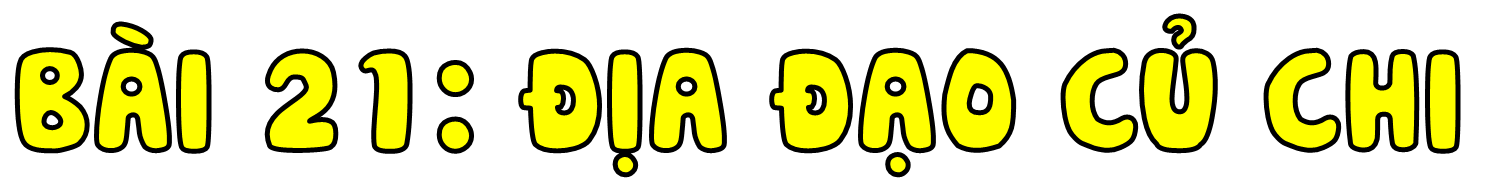 BÀI 21: ĐỊA ĐẠO CỦ CHI